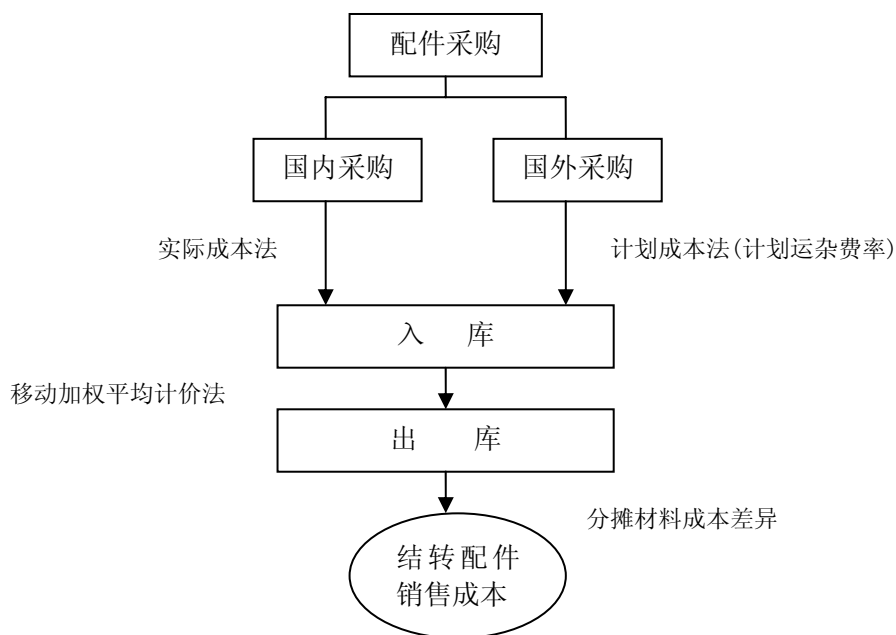 配件采购
国内采购
国外采购
实际成本法
计划成本法(计划运杂费率)
入 库
移动加权平均计价法
出 库
分摊材料成本差异
结转配件
销售成本